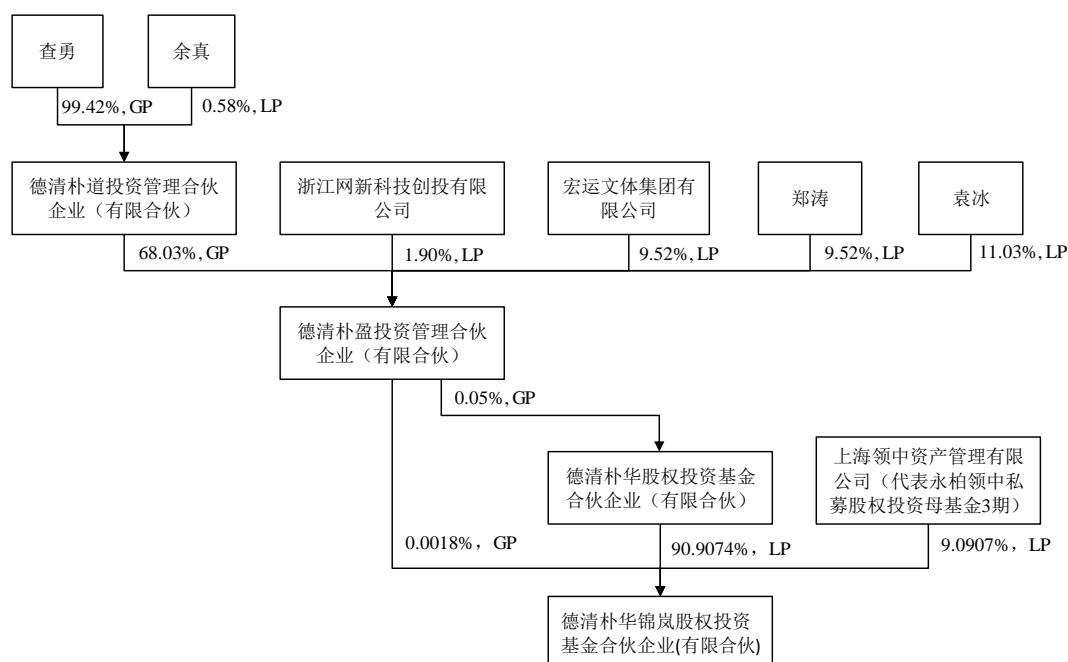 查勇
余真
99.42%, GP
0.58%, LP
德清朴道投资管理合伙
企业（有限合伙）
浙江网新科技创投有限
公司
宏运文体集团有
限公司
郑涛
袁冰
68.03%, GP
1.90%, LP
9.52%, LP
9.52%, LP
11.03%, LP
德清朴盈投资管理合伙
企业（有限合伙）
0.05%, GP
德清朴华股权投资基金
合伙企业（有限合伙）
上海领中资产管理有限
公司（代表永柏领中私
募股权投资母基金3期）
0.0018%，GP
90.9074%，LP
9.0907%，LP
德清朴华锦岚股权投资
基金合伙企业(有限合伙)